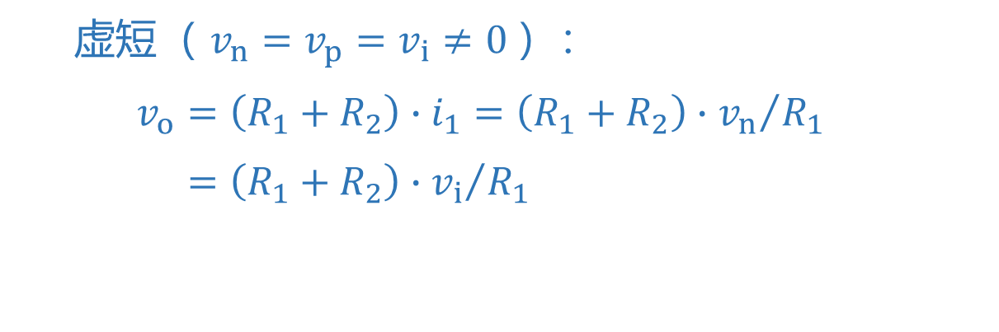 虚短（ vₙ = vₚ = vᵢ ≠ 0 ）：
vₒ = (R₁ + R₂) · i₁ = (R₁ + R₂) · vₙ/R₁
= (R₁ + R₂) · vᵢ/R₁